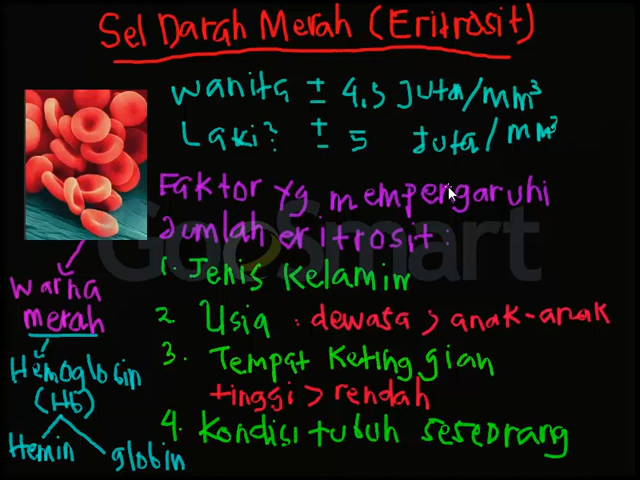 Sel Darah Merah (Eritrosit)
Wanita ± 4.5 Juta/mm³
Laki² ± 5 Juta/mm³
Faktor yg mempengaruhi
Jumlah eritrosit :
1. Jenis Kelamin
2. Usia : dewasa > anak-anak
3. Tempat Ketinggian
tinggi > rendah
4. Kondisi tubuh seseorang
Warna
merah
Hemoglobin
(Hb)
Hemin globin
GooSmart